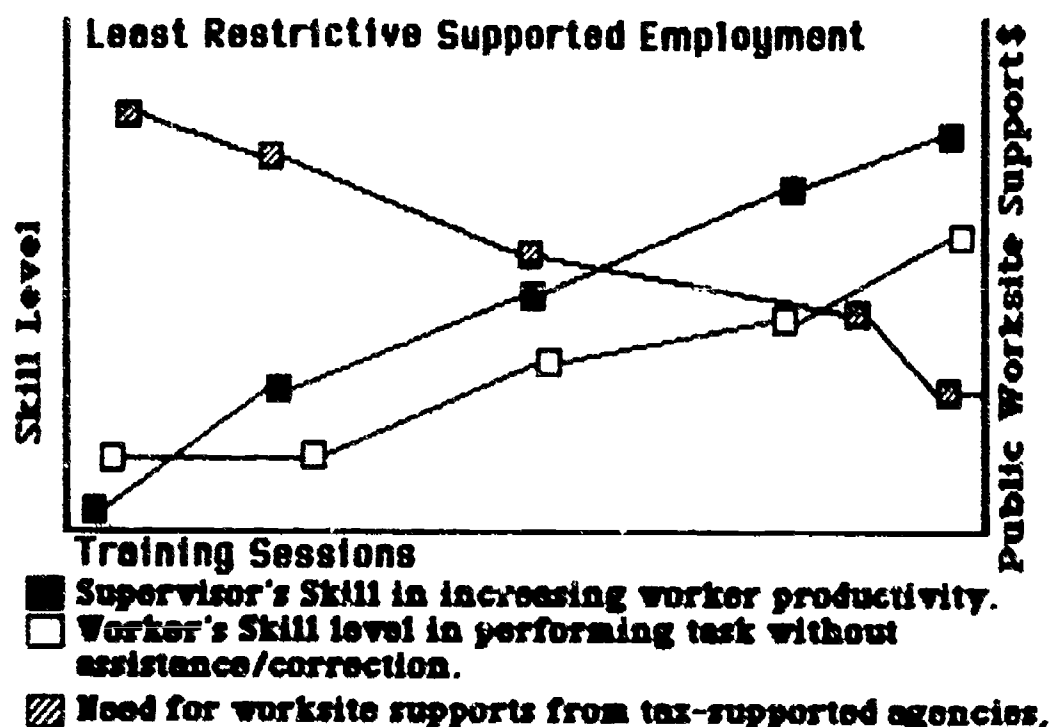 Least Restrictive Supported Employment
Skill Level
Public Worksite Support$
Training Sessions
Supervisor's Skill in increasing worker productivity.
Worker's Skill level in performing task without
assistance/correction.
Need for worksite supports from tax-supported agencies.